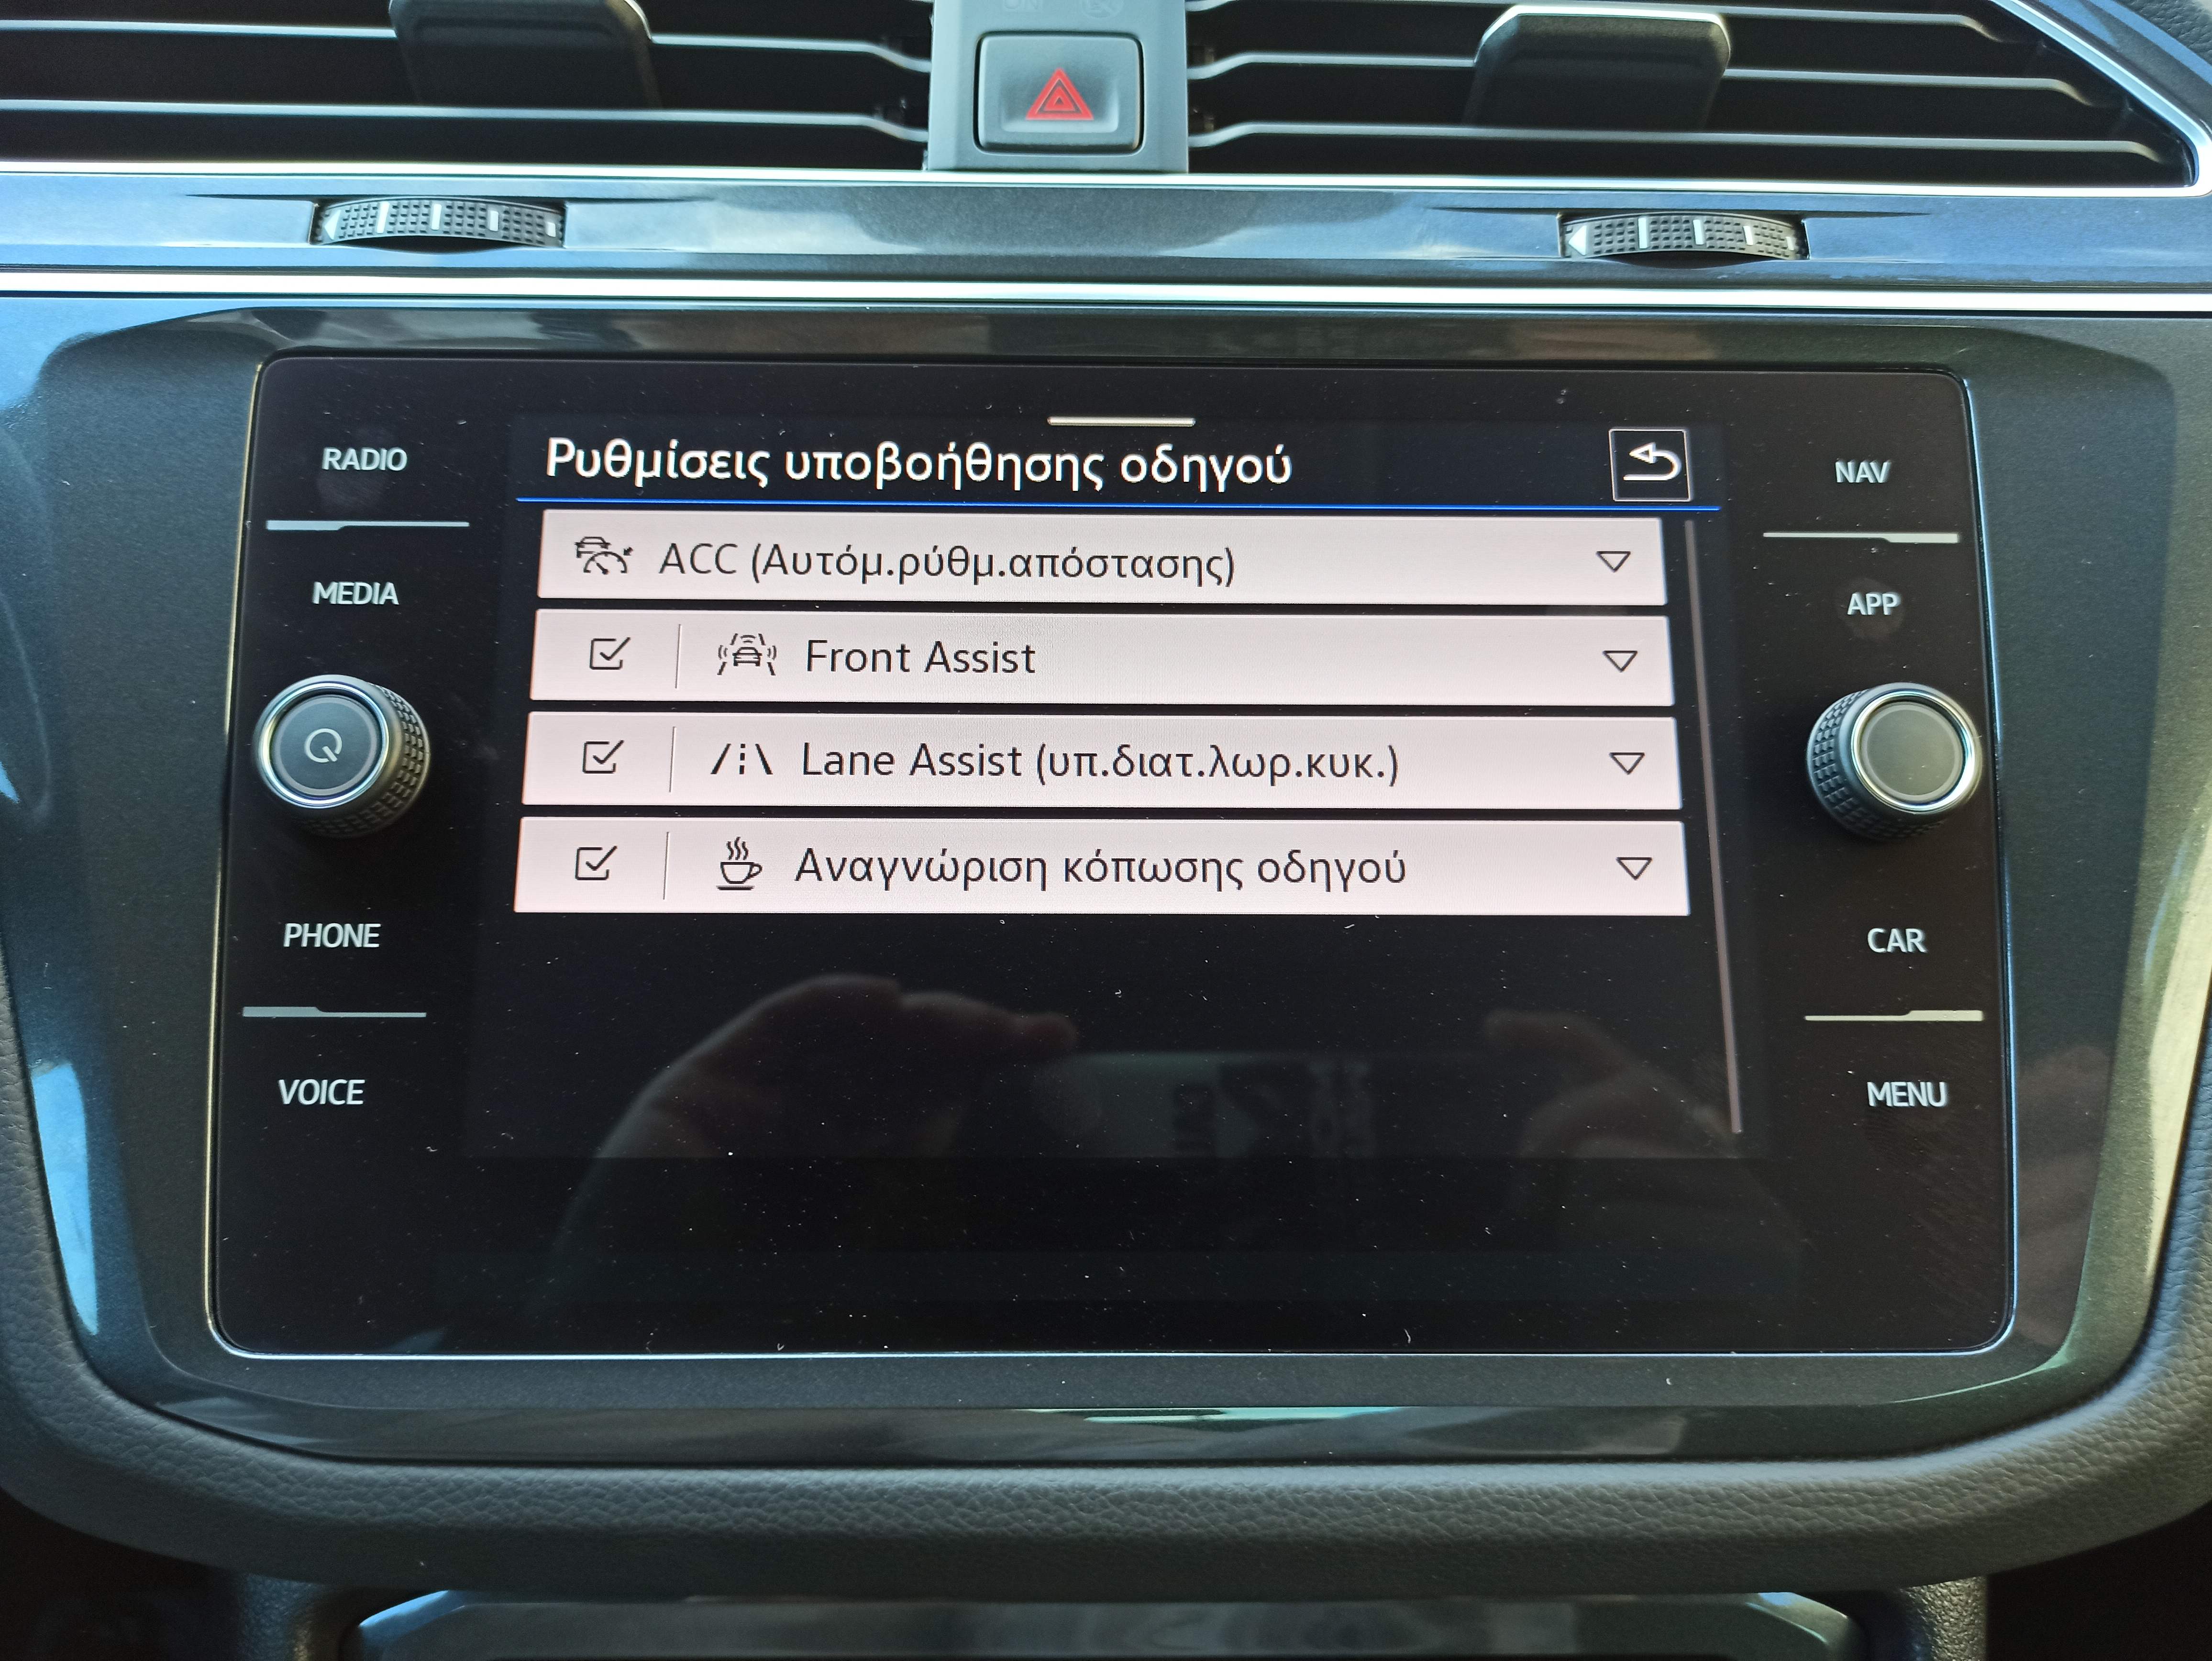 RADIO
MEDIA
PHONE
VOICE
Ρυθμίσεις υποβοήθησης οδηγού
ACC (Αυτόμ.ρύθμ.απόστασης)
Front Assist
Lane Assist (υπ.διατ.λωρ.κυκ.)
Αναγνώριση κόπωσης οδηγού
NAV
APP
CAR
MENU